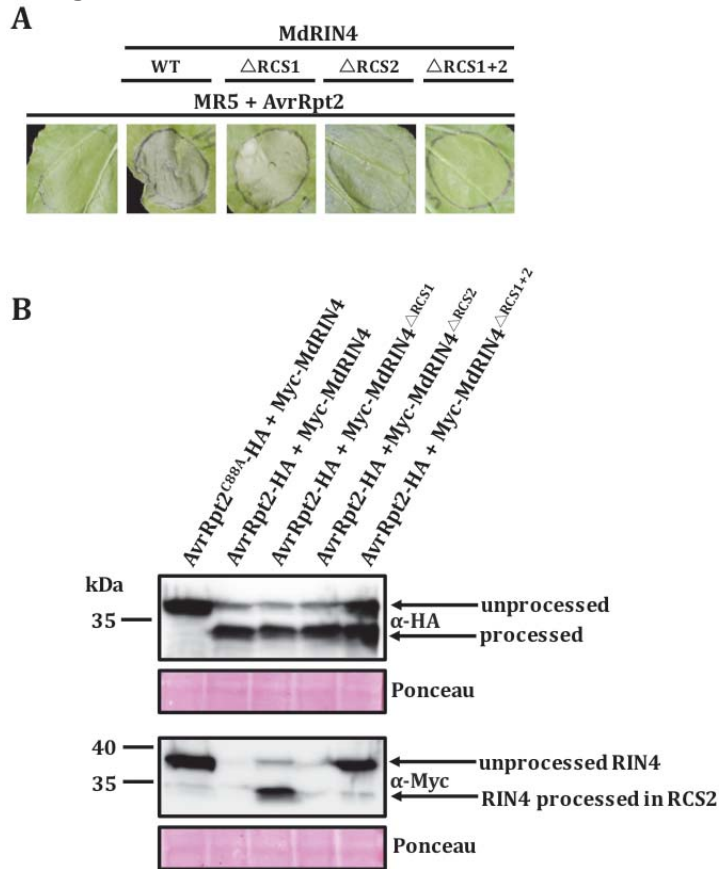 A
MdRIN4
WT △RCS1 △RCS2 △RCS1+2
MR5 + AvrRpt2
B
AvrRpt2C88A-HA + Myc-MdRIN4
AvrRpt2-HA + Myc-MdRIN4
AvrRpt2-HA + Myc-MdRIN4△RCS1
AvrRpt2-HA +Myc-MdRIN4△RCS2
AvrRpt2-HA + Myc-MdRIN4△RCS1+2
kDa
unprocessed
35
α-HA
processed
Ponceau
40
unprocessed RIN4
35
α-Myc
RIN4 processed in RCS2
Ponceau